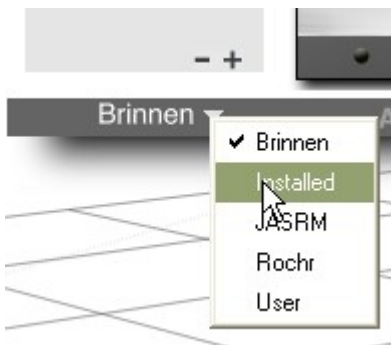 - +
Brinnen
✔ Brinnen
Installed
JASRM
Rochr
User